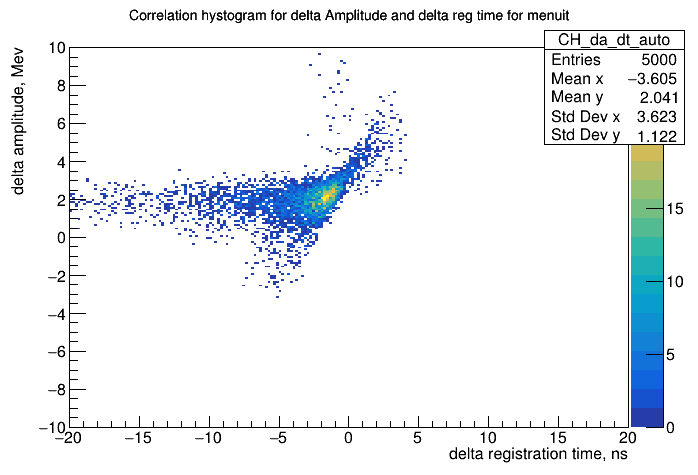 Correlation hystogram for delta Amplitude and delta reg time for menuit
CH_da_dt_auto
Entries 5000
Mean x −3.605
Mean y 2.041
Std Dev x 3.623
Std Dev y 1.122
delta amplitude, Mev
10
8
6
4
2
0
−2
−4
−6
−8
−10
−20 −15 −10 −5 0 5 10 15 20
delta registration time, ns
15
10
5
0